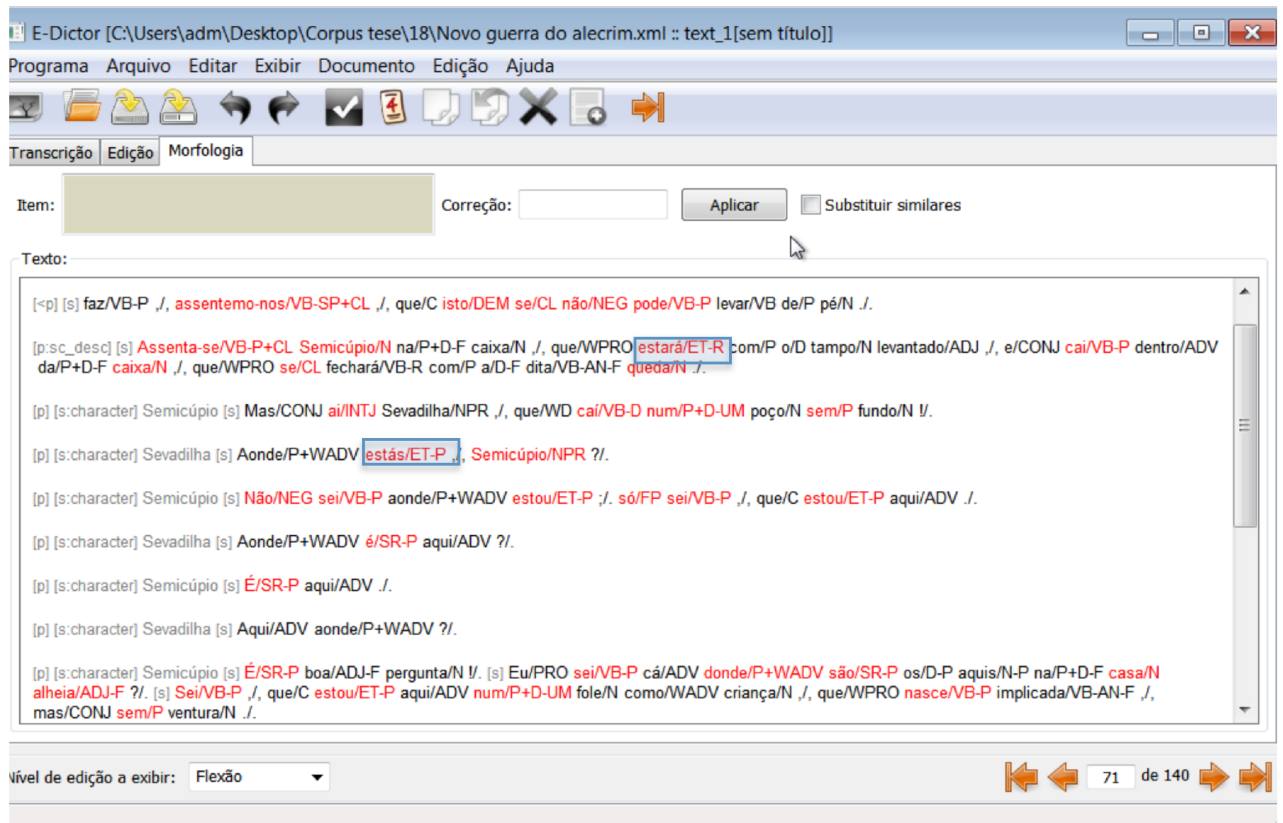 E-Dictor [C:\Users\adm\Desktop\Corpus tese\18\Novo guerra do alecrim.xml :: text_1[sem título]]
Programa Arquivo Editar Exibir Documento Edição Ajuda
Transcrição Edição Morfologia
Item: Correção: Aplicar Substituir similares
Texto:
[<p] [s] faz/VB-P ,/, assentemo-nos/VB-SP+CL ,/, que/C isto/DEM se/CL não/NEG pode/VB-P levar/VB de/P pé/N ./.
[p:sc_desc] [s] Assenta-se/VB-P+CL Semicúpio/N na/P+D-F caixa/N ,/, que/WPRO estará/ET-R com/P o/D tampo/N levantado/ADJ ,/, e/CONJ cai/VB-P dentro/ADV
da/P+D-F caixa/N ,/, que/WPRO se/CL fechará/VB-R com/P a/D-F dita/VB-AN-F queda/N ./.
[p] [s:character] Semicúpio [s] Mas/CONJ ai/INTJ Sevadilha/NPR ,/, que/WD caí/VB-D num/P+D-UM poço/N sem/P fundo/N !/.
[p] [s:character] Sevadilha [s] Aonde/P+WADV estás/ET-P ,/, Semicúpio/NPR ?/.
[p] [s:character] Semicúpio [s] Não/NEG sei/VB-P aonde/P+WADV estou/ET-P ;/. só/FP sei/VB-P ,/, que/C estou/ET-P aqui/ADV ./.
[p] [s:character] Sevadilha [s] Aonde/P+WADV é/SR-P aqui/ADV ?/.
[p] [s:character] Semicúpio [s] É/SR-P aqui/ADV ./.
[p] [s:character] Sevadilha [s] Aqui/ADV aonde/P+WADV ?/.
[p] [s:character] Semicúpio [s] É/SR-P boa/ADJ-F pergunta/N !/. [s] Eu/PRO sei/VB-P cá/ADV donde/P+WADV são/SR-P os/D-P aquis/N-P na/P+D-F casa/N
alheia/ADJ-F ?/. [s] Sei/VB-P ,/, que/C estou/ET-P aqui/ADV num/P+D-UM fole/N como/WADV criança/N ,/, que/WPRO nasce/VB-P implicada/VB-AN-F ,/,
mas/CONJ sem/P ventura/N ./.
Nível de edição a exibir: Flexão 71 de 140